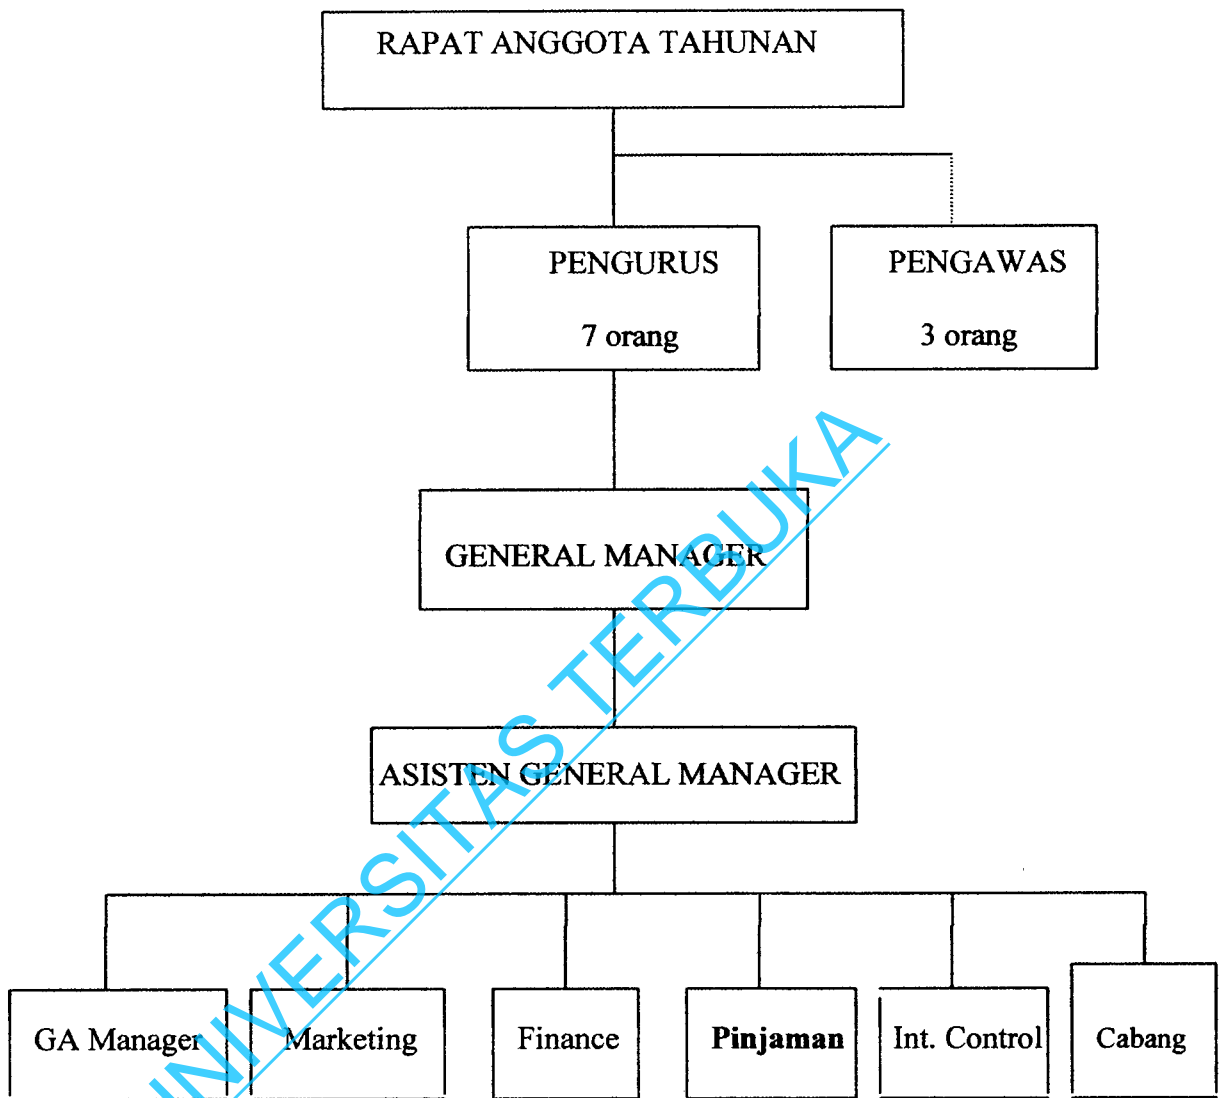 RAPAT ANGGOTA TAHUNAN
PENGURUS
7 orang
PENGAWAS
3 orang
GENERAL MANAGER
ASISTEN GENERAL MANAGER
GA Manager
Marketing
Finance
Pinjaman
Int. Control
Cabang
UNIVERSITAS TERBUKA